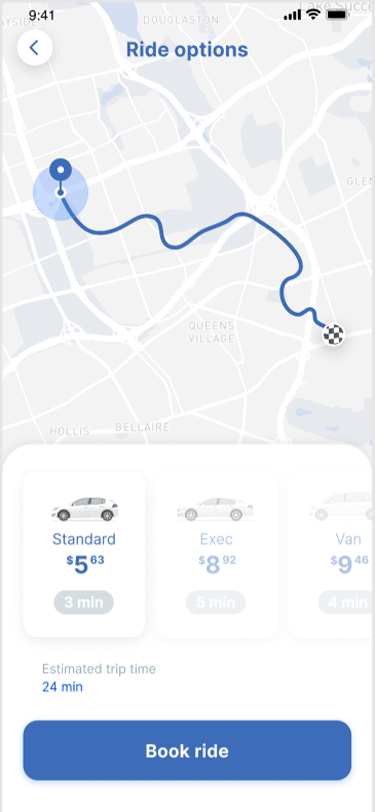 9:41
DOUGLASTON
Ride options
QUEENS
VILLAGE
HOLLIS
BELLAIRE
Standard
Exec
Van
$5 63
$8 92
$9 46
3 min
5 min
4 min
Estimated trip time
24 min
Book ride